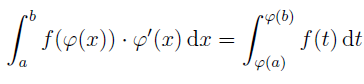 ∫_a^b f(φ(x)) · φ′(x) dx = ∫_{φ(a)}^{φ(b)} f(t) dt